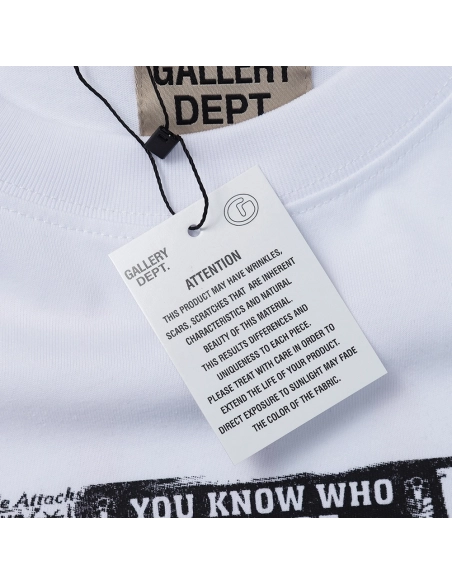 GALLERY
DEPT.
GALLERY
DEPT.
ATTENTION
THIS PRODUCT MAY HAVE WRINKLES,
SCARS, SCRATCHES THAT ARE INHERENT
CHARACTERISTICS AND NATURAL
BEAUTY OF THIS MATERIAL.
THIS RESULTS DIFFERENCES AND
UNIQUENESS TO EACH PIECE.
PLEASE TREAT WITH CARE IN ORDER TO
EXTEND THE LIFE OF YOUR PRODUCT.
DIRECT EXPOSURE TO SUNLIGHT MAY FADE
THE COLOR OF THE FABRIC.
Attacks
YOU KNOW WHO